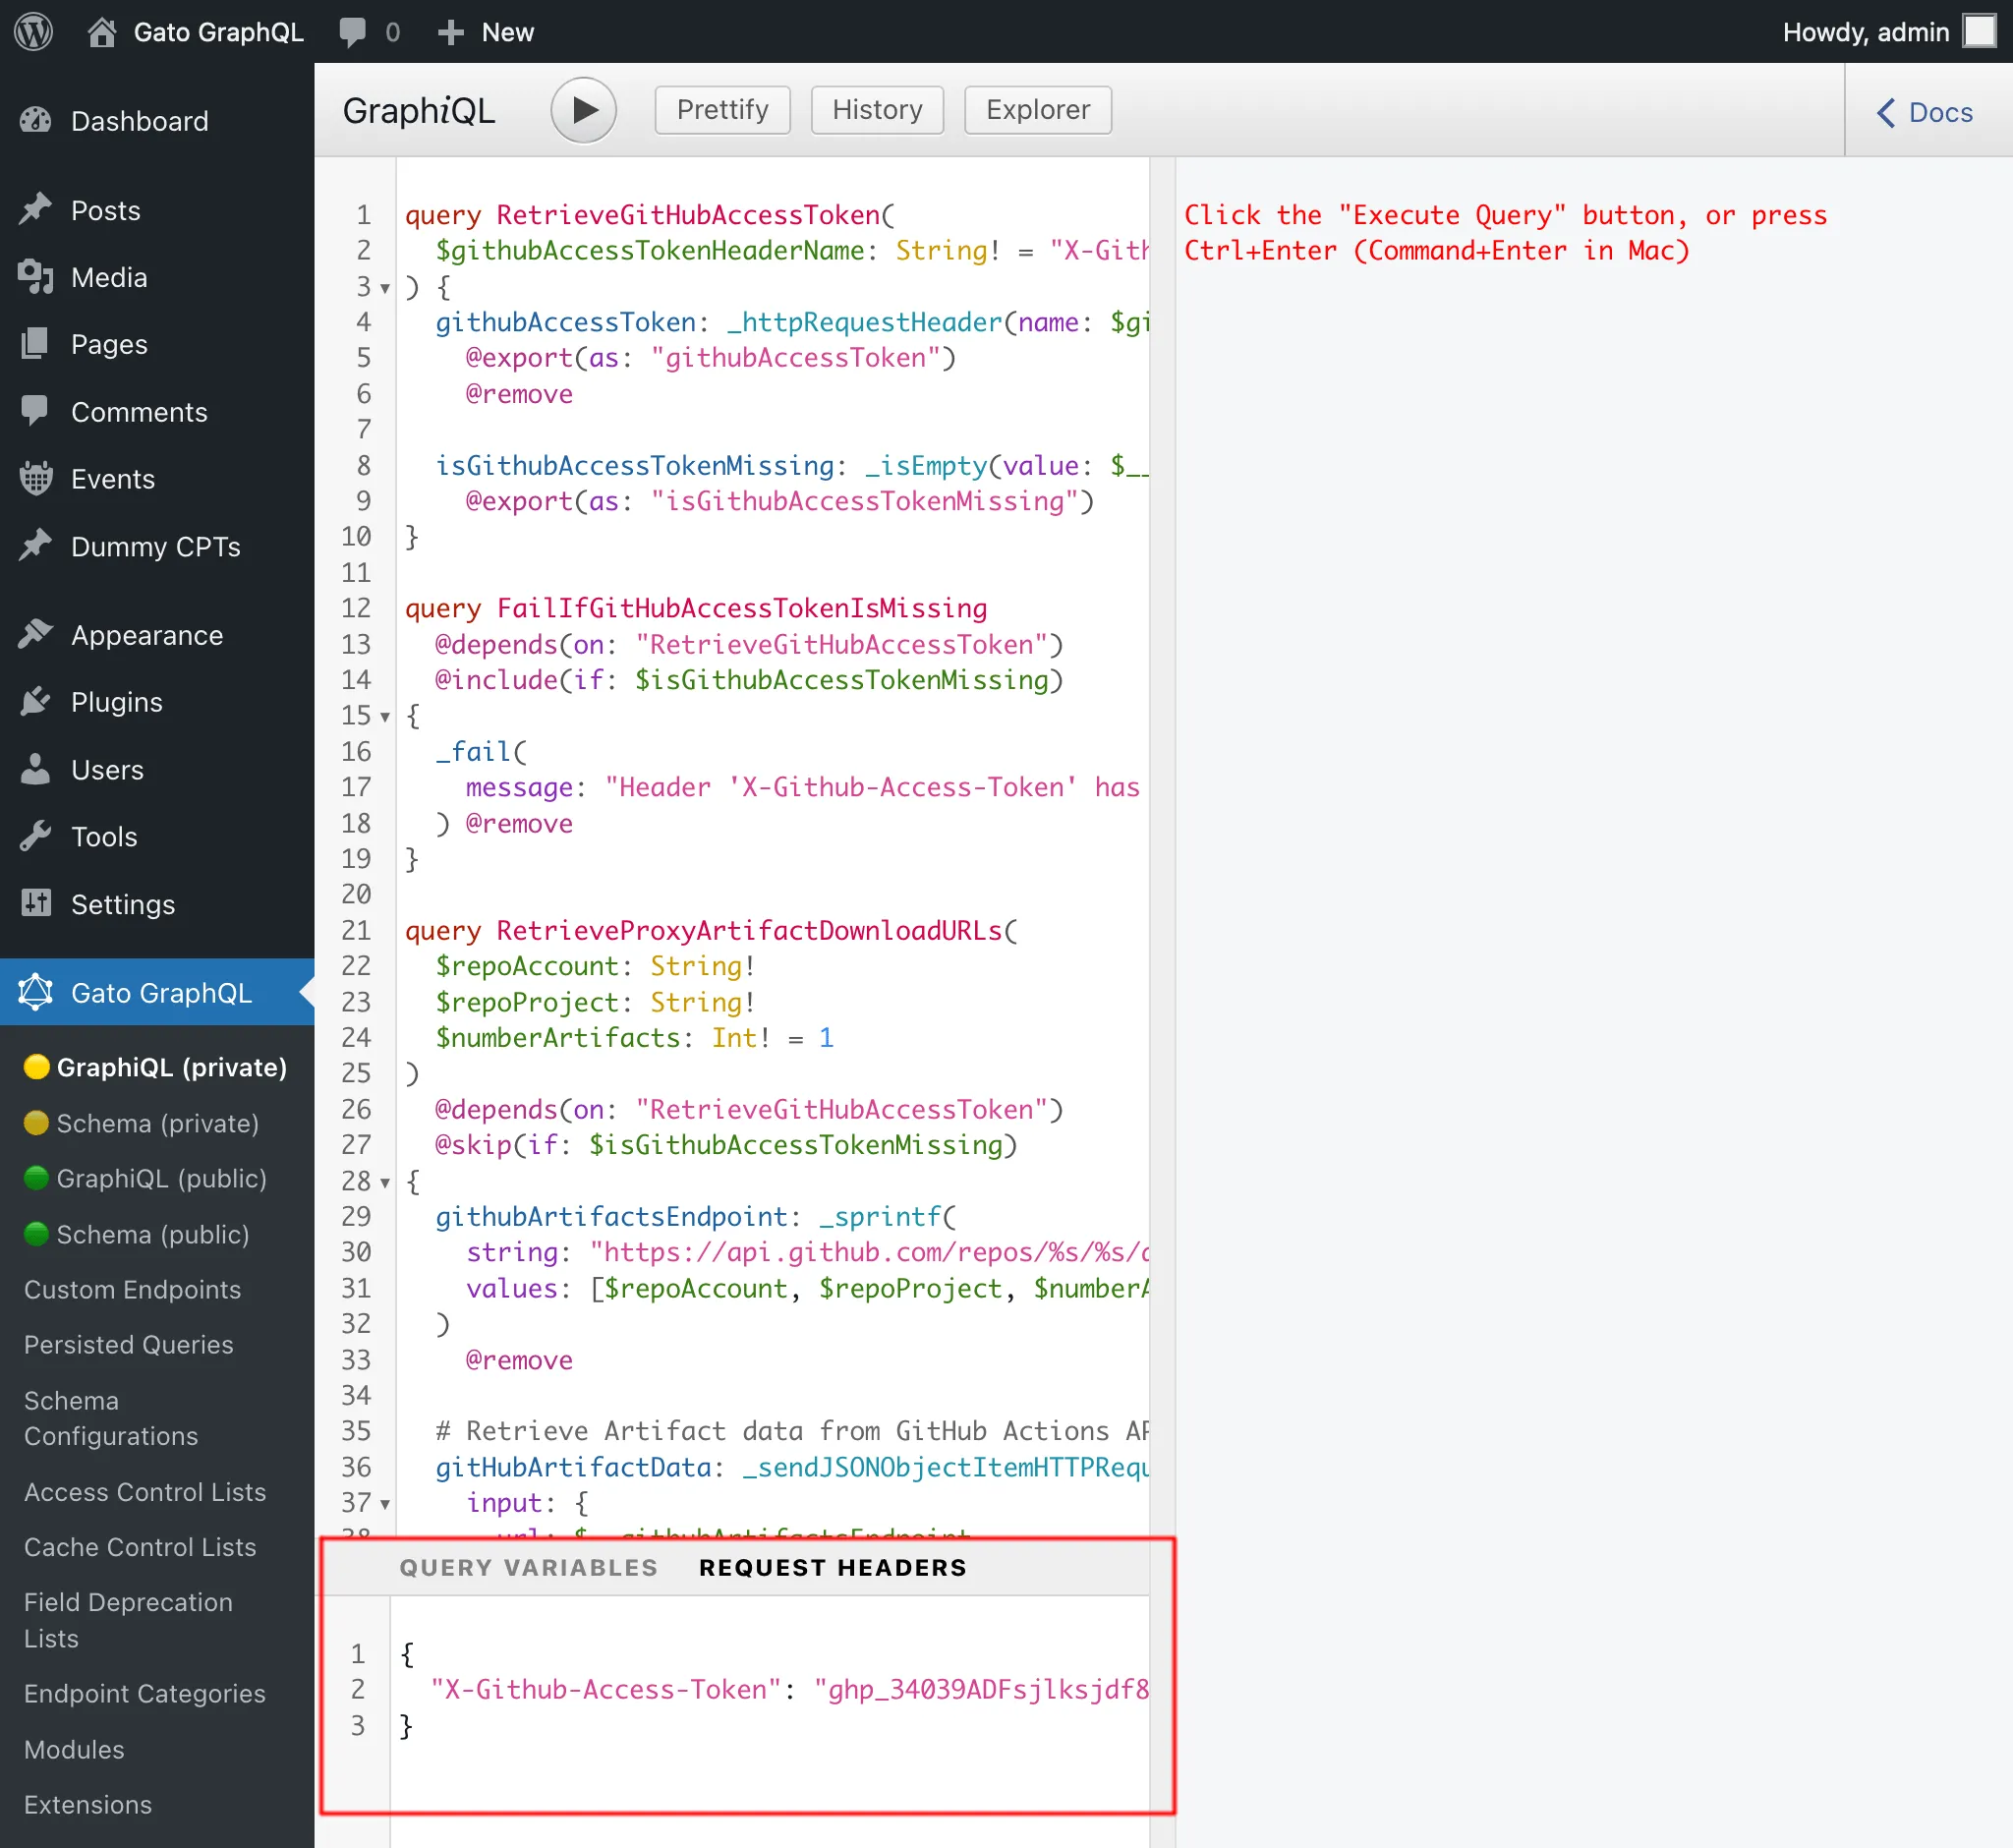 Gato GraphQL 0 New Howdy, admin
Dashboard
Posts
Media
Pages
Comments
Events
Dummy CPTs
Appearance
Plugins
Users
Tools
Settings
Gato GraphQL
GraphiQL (private)
Schema (private)
GraphiQL (public)
Schema (public)
Custom Endpoints
Persisted Queries
Schema
Configurations
Access Control Lists
Cache Control Lists
Field Deprecation
Lists
Endpoint Categories
Modules
Extensions
GraphiQL Prettify History Explorer Docs
1 query RetrieveGitHubAccessToken(
2 $githubAccessTokenHeaderName: String! = "X-Gith
3 ) {
4 githubAccessToken: _httpRequestHeader(name: $gi
5 @export(as: "githubAccessToken")
6 @remove
7
8 isGithubAccessTokenMissing: _isEmpty(value: $__
9 @export(as: "isGithubAccessTokenMissing")
10 }
11
12 query FailIfGitHubAccessTokenIsMissing
13 @depends(on: "RetrieveGitHubAccessToken")
14 @include(if: $isGithubAccessTokenMissing)
15 {
16 _fail(
17 message: "Header 'X-Github-Access-Token' has
18 ) @remove
19 }
20
21 query RetrieveProxyArtifactDownloadURLs(
22 $repoAccount: String!
23 $repoProject: String!
24 $numberArtifacts: Int! = 1
25 )
26 @depends(on: "RetrieveGitHubAccessToken")
27 @skip(if: $isGithubAccessTokenMissing)
28 {
29 githubArtifactsEndpoint: _sprintf(
30 string: "https://api.github.com/repos/%s/%s/a
31 values: [$repoAccount, $repoProject, $numberA
32 )
33 @remove
34
35 # Retrieve Artifact data from GitHub Actions AP
36 gitHubArtifactData: _sendJSONObjectItemHTTPRequ
37 input: {
38 url: $__githubArtifactsEndpoint
QUERY VARIABLES REQUEST HEADERS
1 {
2 "X-Github-Access-Token": "ghp_34039ADFsjlksjdf8
3 }
Click the "Execute Query" button, or press
Ctrl+Enter (Command+Enter in Mac)